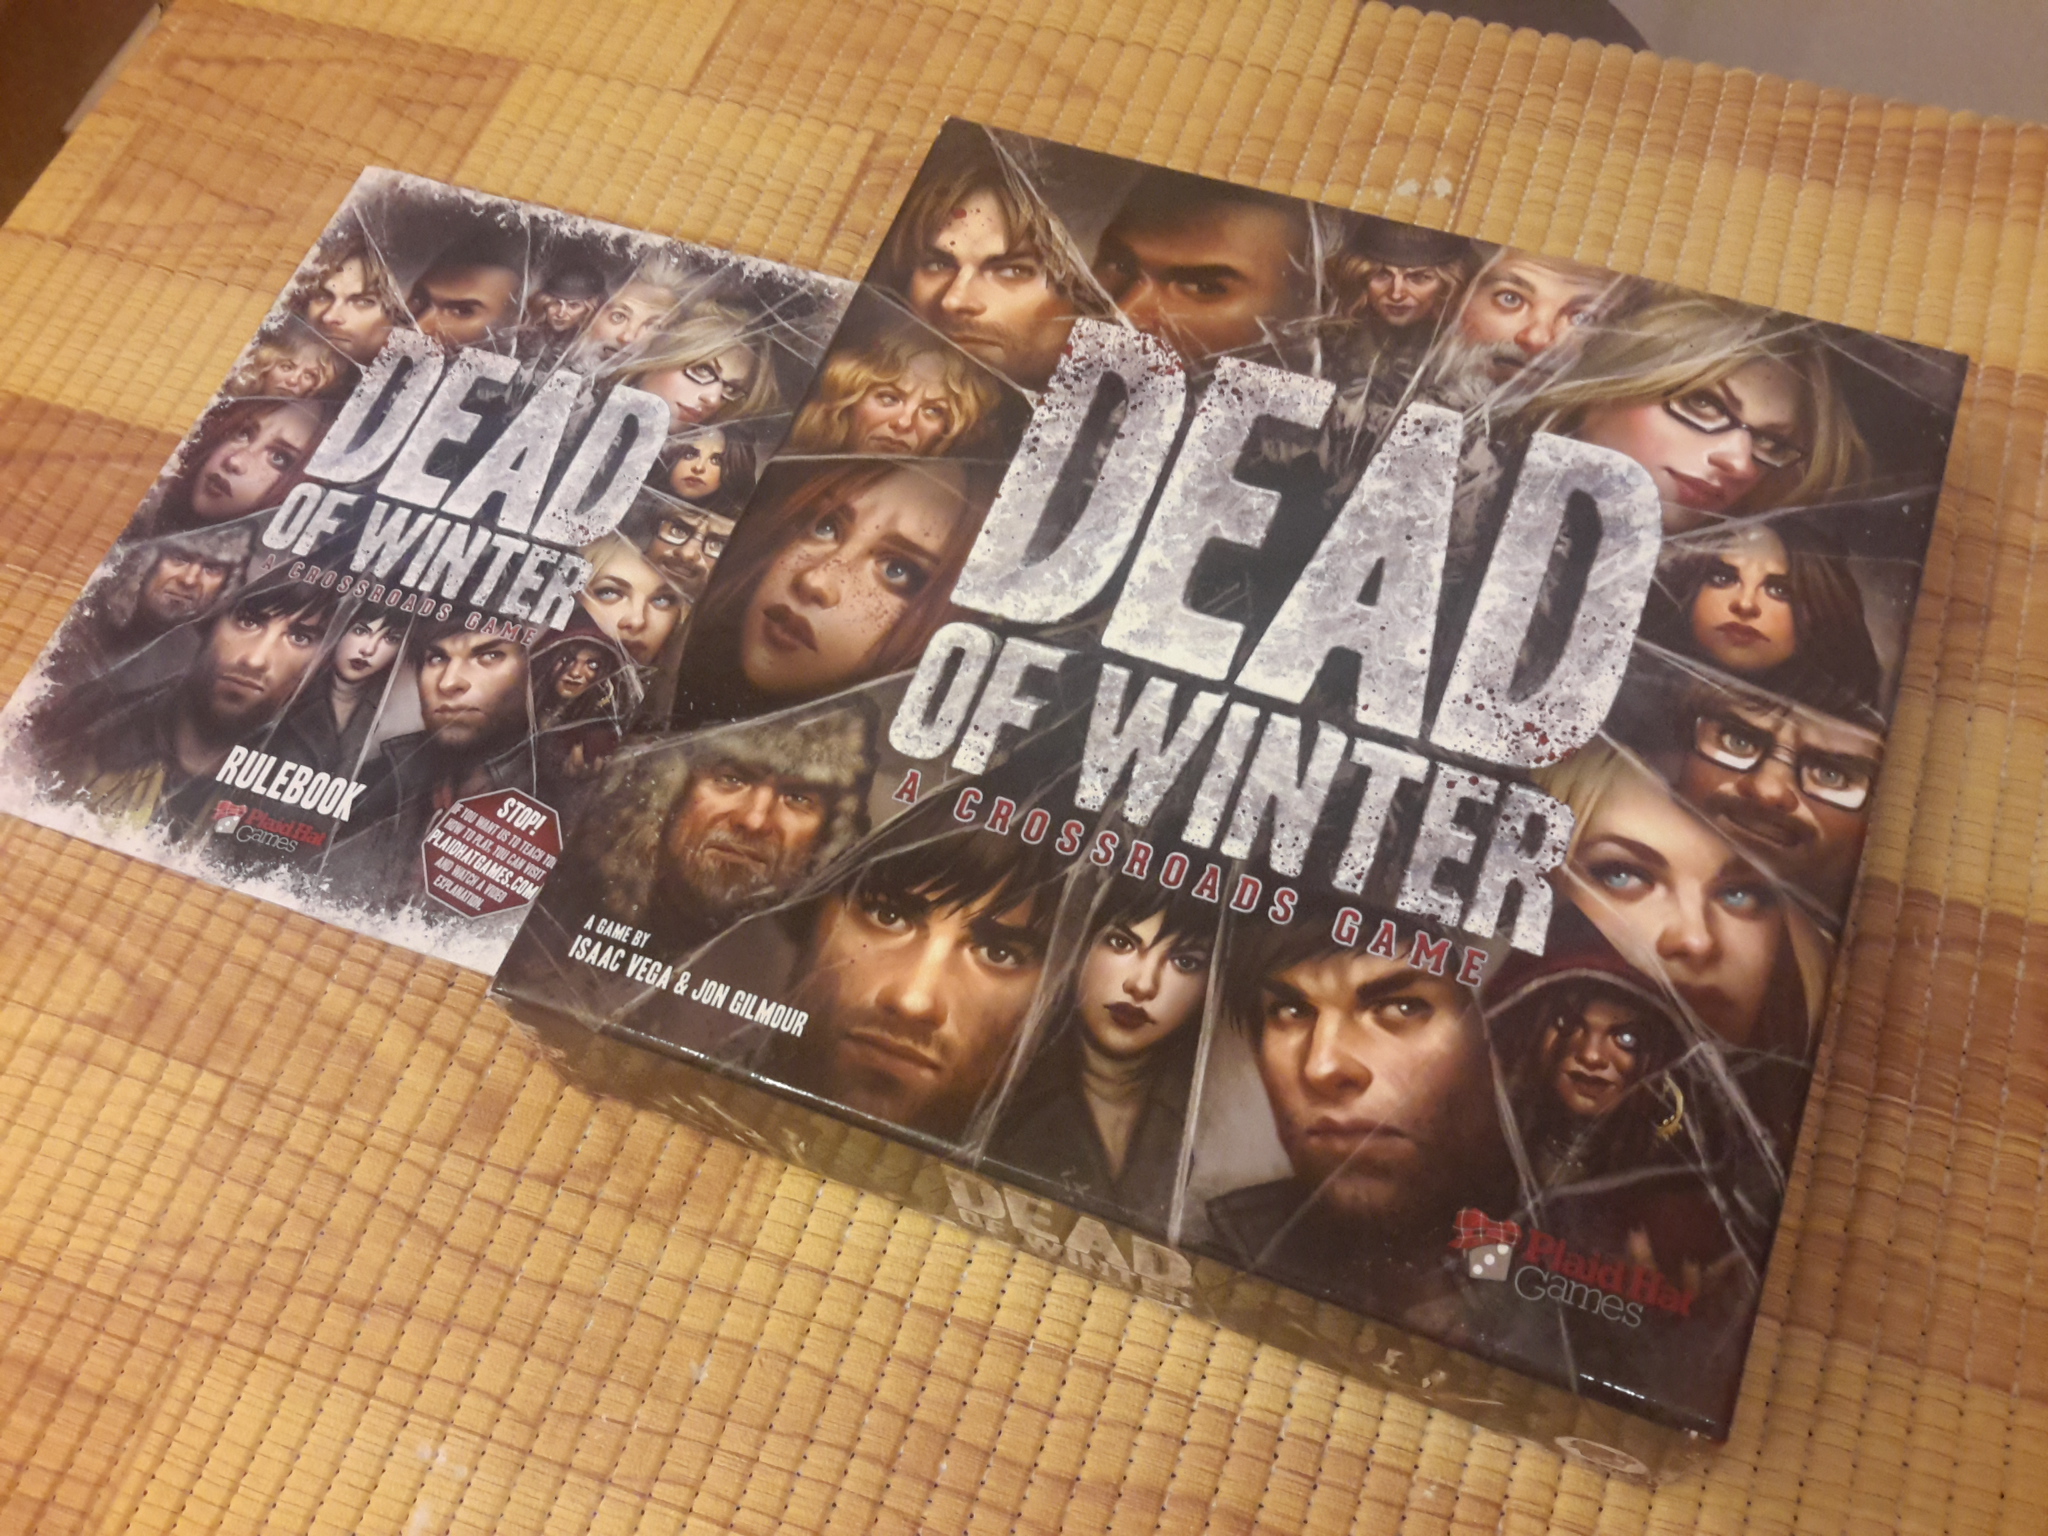 DEAD
OF WINTER
A CROSSROADS GAME
RULEBOOK
Plaid Hat
Games
STOP!
IF YOU WANT US TO TEACH YOU
HOW TO PLAY, YOU CAN VISIT
PLAIDHATGAMES.COM
AND WATCH A VIDEO
EXPLANATION.
DEAD
OF WINTER
A CROSSROADS GAME
A GAME BY
ISAAC VEGA & JON GILMOUR
Plaid Hat
Games
DEAD
OF WINTER